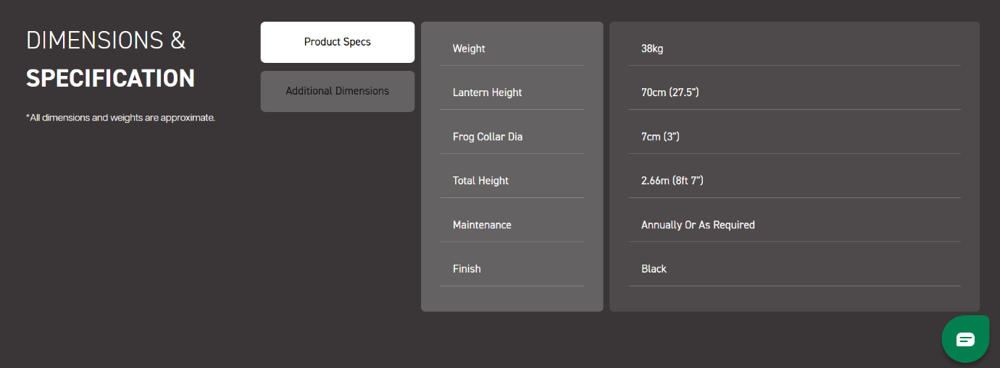 DIMENSIONS &
SPECIFICATION
*All dimensions and weights are approximate.
Product Specs
Additional Dimensions
Weight 38kg
Lantern Height 70cm (27.5")
Frog Collar Dia 7cm (3")
Total Height 2.66m (8ft 7")
Maintenance Annually Or As Required
Finish Black